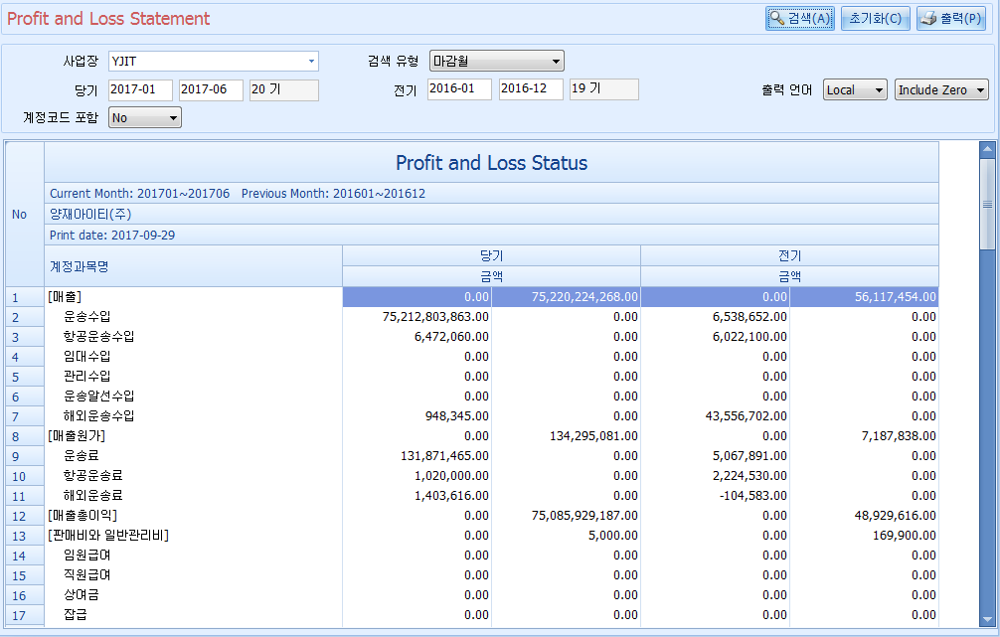 Profit and Loss Statement 검색(A) 초기화(C) 출력(P)
사업장 YJIT 검색 유형 마감월
당기 2017-01 2017-06 20 기 전기 2016-01 2016-12 19 기 출력 언어 Local Include Zero
계정코드 포함 No
Profit and Loss Status
Current Month: 201701~201706 Previous Month: 201601~201612
No
양재아이티(주)
Print date: 2017-09-29
계정과목명 당기 전기
금액 금액
1 [매출] 0.00 75,220,224,268.00 0.00 56,117,454.00
2 운송수입 75,212,803,863.00 0.00 6,538,652.00 0.00
3 항공운송수입 6,472,060.00 0.00 6,022,100.00 0.00
4 임대수입 0.00 0.00 0.00 0.00
5 관리수입 0.00 0.00 0.00 0.00
6 운송알선수입 0.00 0.00 0.00 0.00
7 해외운송수입 948,345.00 0.00 43,556,702.00 0.00
8 [매출원가] 0.00 134,295,081.00 0.00 7,187,838.00
9 운송료 131,871,465.00 0.00 5,067,891.00 0.00
10 항공운송료 1,020,000.00 0.00 2,224,530.00 0.00
11 해외운송료 1,403,616.00 0.00 -104,583.00 0.00
12 [매출총이익] 0.00 75,085,929,187.00 0.00 48,929,616.00
13 [판매비와 일반관리비] 0.00 5,000.00 0.00 169,900.00
14 임원급여 0.00 0.00 0.00 0.00
15 직원급여 0.00 0.00 0.00 0.00
16 상여금 0.00 0.00 0.00 0.00
17 잡급 0.00 0.00 0.00 0.00